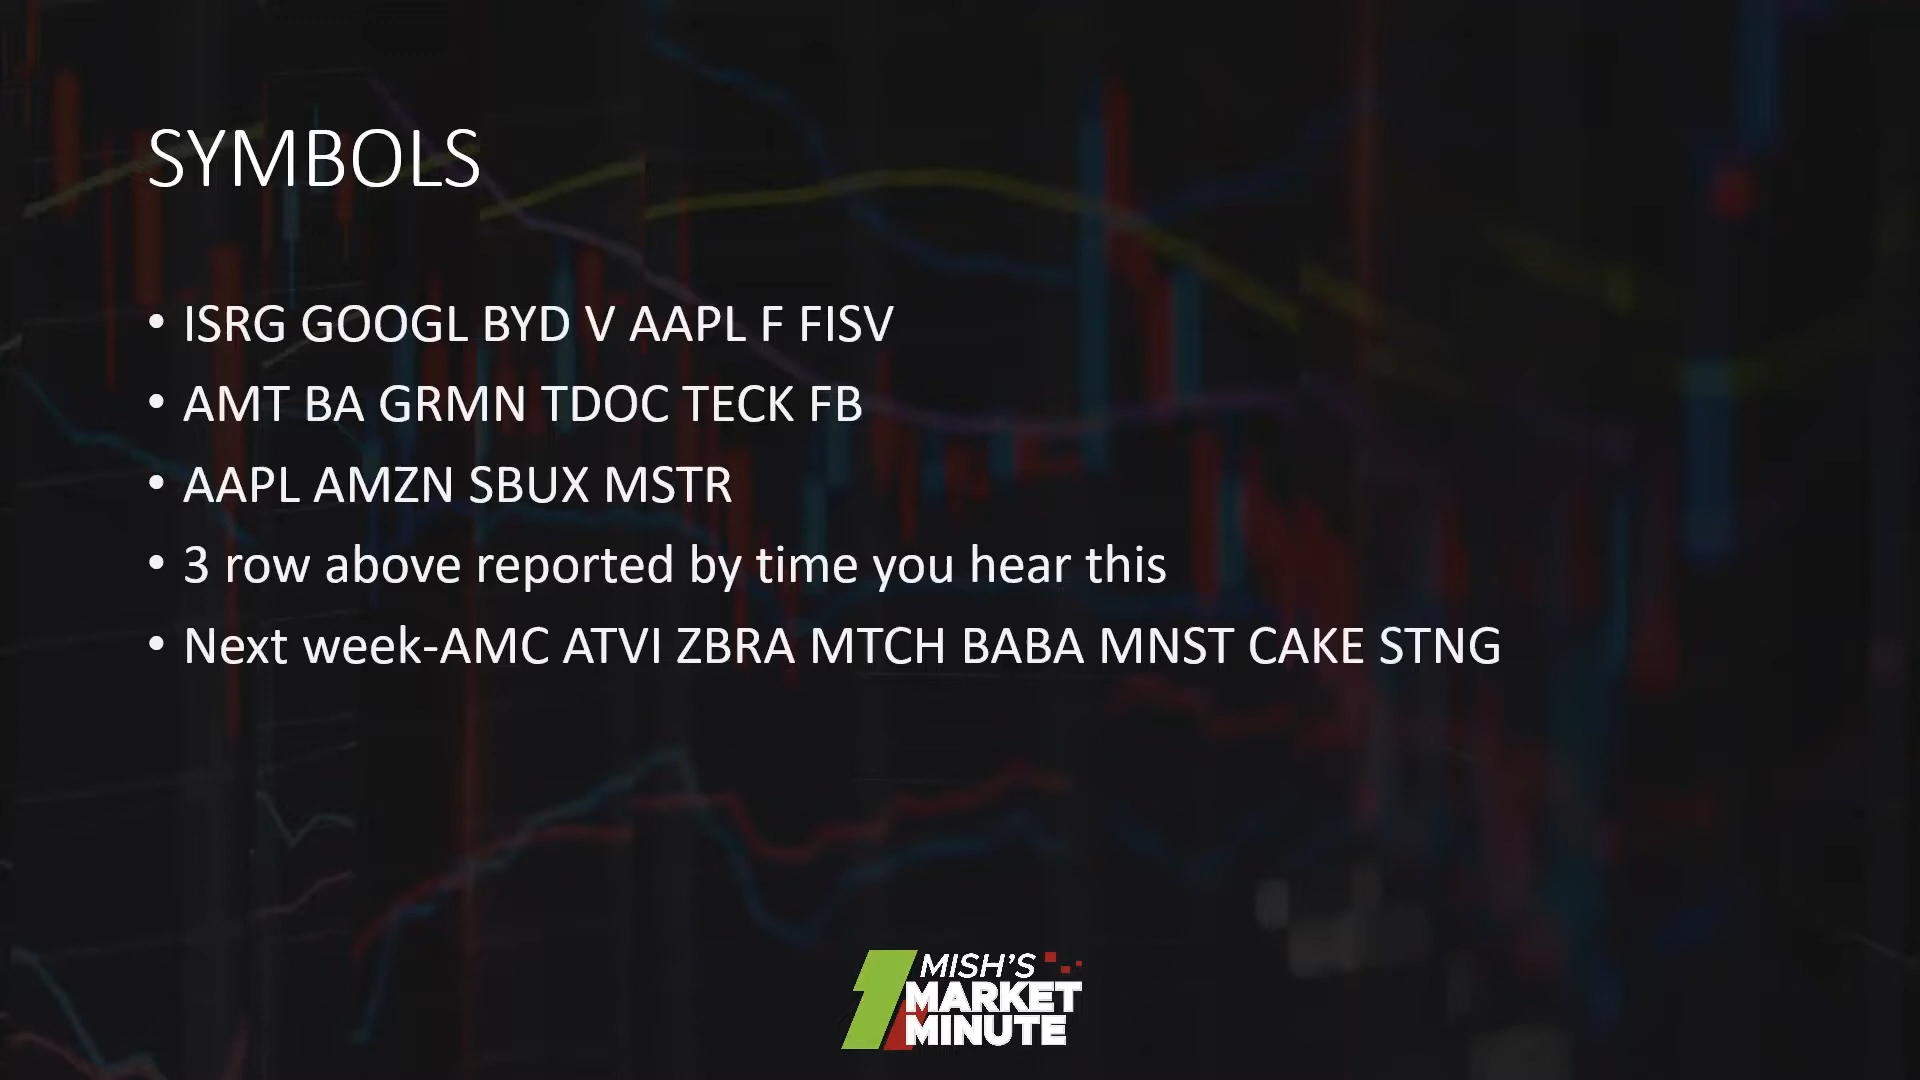 SYMBOLS
• ISRG GOOGL BYD V AAPL F FISV
• AMT BA GRMN TDOC TECK FB
• AAPL AMZN SBUX MSTR
• 3 row above reported by time you hear this
• Next week-AMC ATVI ZBRA MTCH BABA MNST CAKE STNG
MISH'S
MARKET
MINUTE